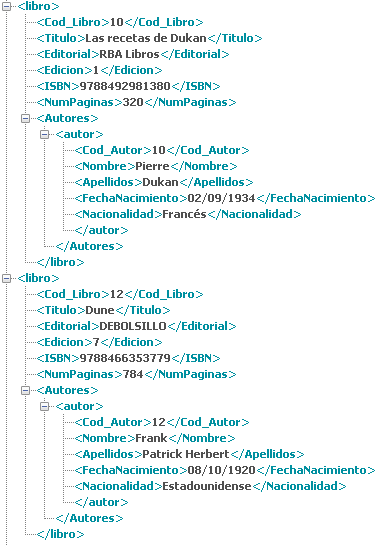 <libro>
<Cod_Libro>10</Cod_Libro>
<Titulo>Las recetas de Dukan</Titulo>
<Editorial>RBA Libros</Editorial>
<Edicion>1</Edicion>
<ISBN>9788492981380</ISBN>
<NumPaginas>320</NumPaginas>
<Autores>
<autor>
<Cod_Autor>10</Cod_Autor>
<Nombre>Pierre</Nombre>
<Apellidos>Dukan</Apellidos>
<FechaNacimiento>02/09/1934</FechaNacimiento>
<Nacionalidad>Francés</Nacionalidad>
</autor>
</Autores>
</libro>
<libro>
<Cod_Libro>12</Cod_Libro>
<Titulo>Dune</Titulo>
<Editorial>DEBOLSILLO</Editorial>
<Edicion>7</Edicion>
<ISBN>9788466353779</ISBN>
<NumPaginas>784</NumPaginas>
<Autores>
<autor>
<Cod_Autor>12</Cod_Autor>
<Nombre>Frank</Nombre>
<Apellidos>Patrick Herbert</Apellidos>
<FechaNacimiento>08/10/1920</FechaNacimiento>
<Nacionalidad>Estadounidense</Nacionalidad>
</autor>
</Autores>
</libro>